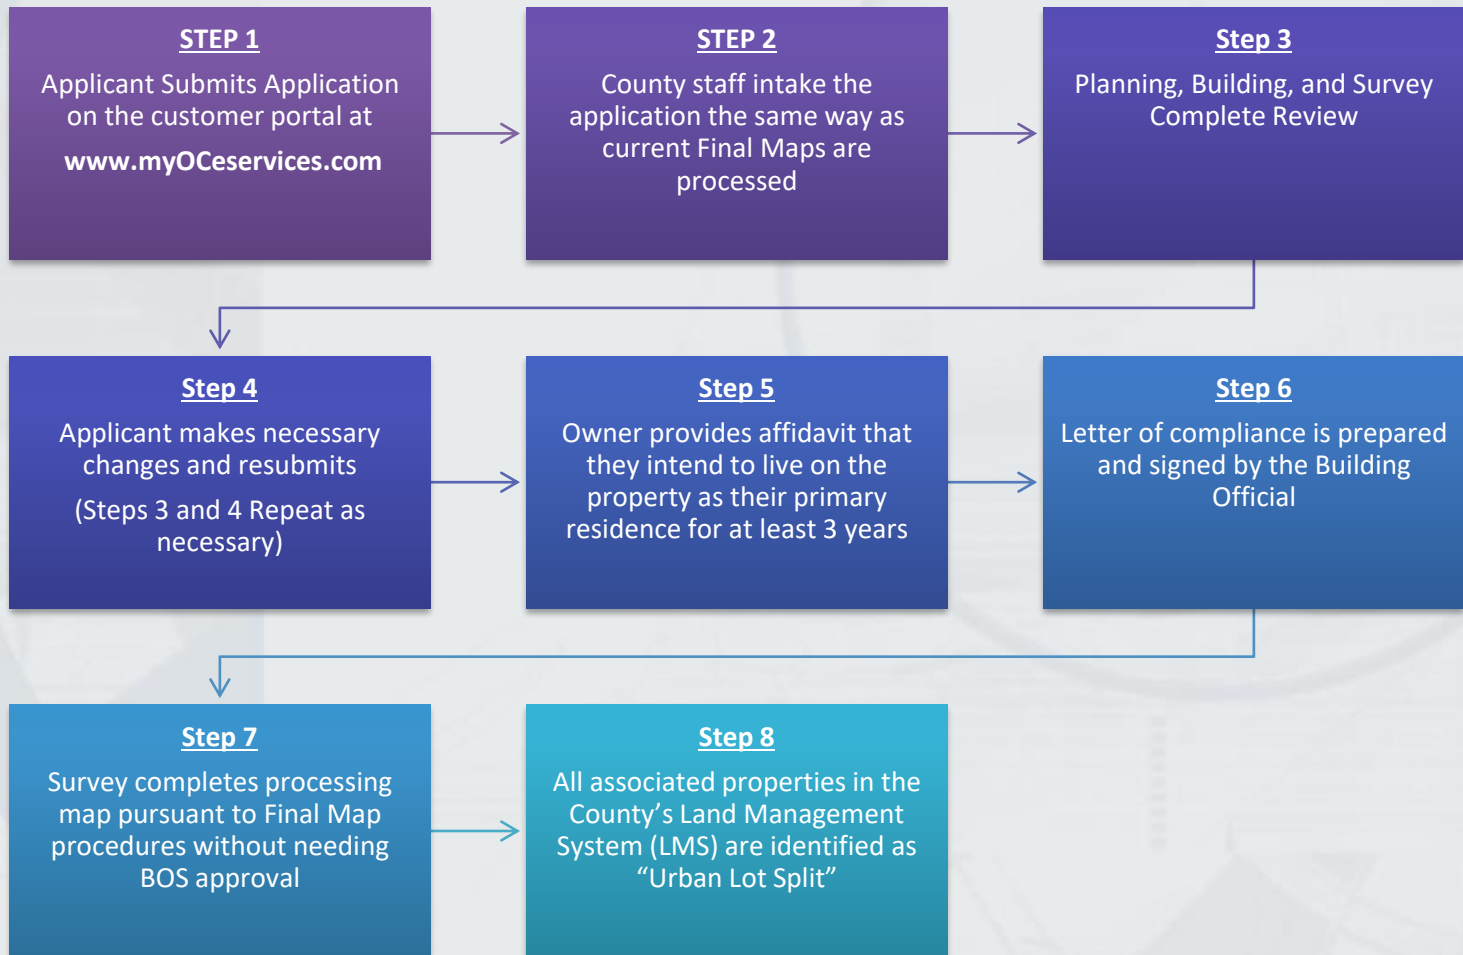 STEP 1
Applicant Submits Application
on the customer portal at
www.myOCeservices.com
STEP 2
County staff intake the
application the same way as
current Final Maps are
processed
Step 3
Planning, Building, and Survey
Complete Review
Step 4
Applicant makes necessary
changes and resubmits
(Steps 3 and 4 Repeat as
necessary)
Step 5
Owner provides affidavit that
they intend to live on the
property as their primary
residence for at least 3 years
Step 6
Letter of compliance is prepared
and signed by the Building
Official
Step 7
Survey completes processing
map pursuant to Final Map
procedures without needing
BOS approval
Step 8
All associated properties in the
County’s Land Management
System (LMS) are identified as
“Urban Lot Split”